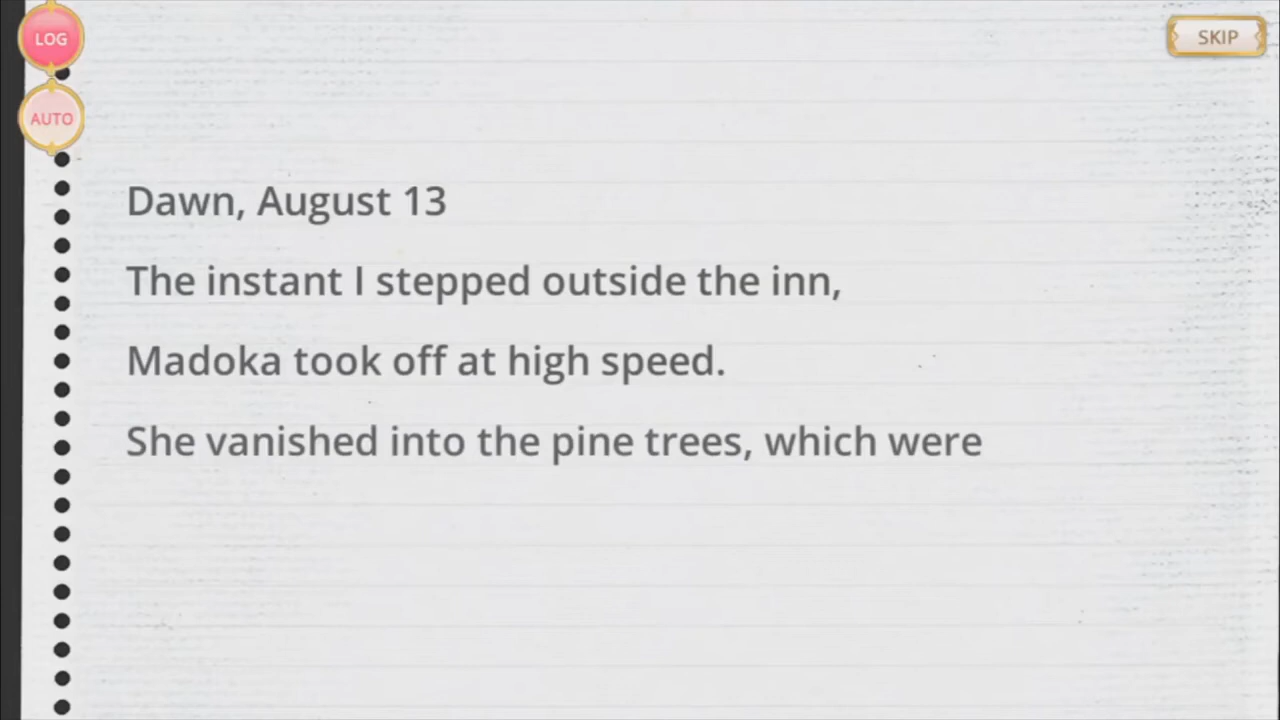 LOG
SKIP
AUTO
Dawn, August 13
The instant I stepped outside the inn,
Madoka took off at high speed.
She vanished into the pine trees, which were